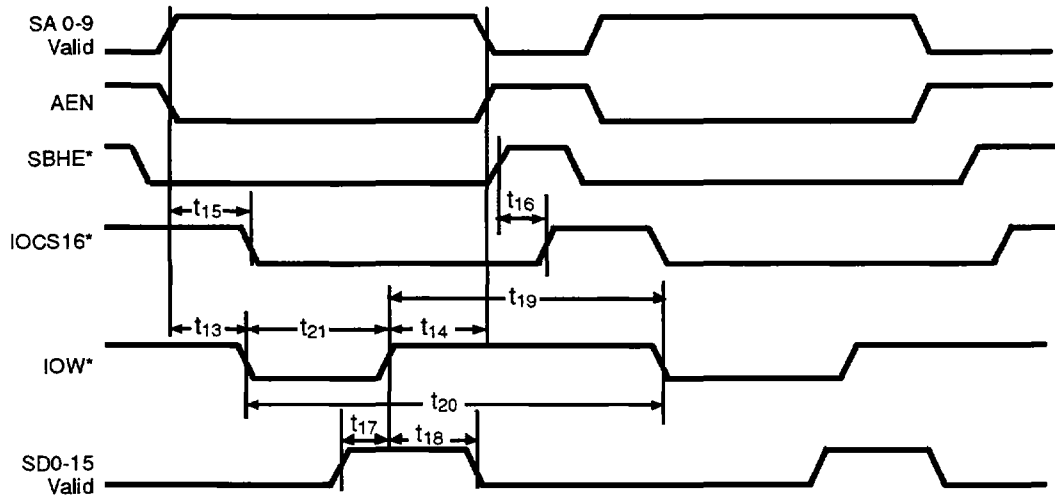 SA 0-9
Valid
AEN
SBHE*
t15
t16
IOCS16*
t19
t13
t21
t14
IOW*
t20
t17
t18
SD0-15
Valid